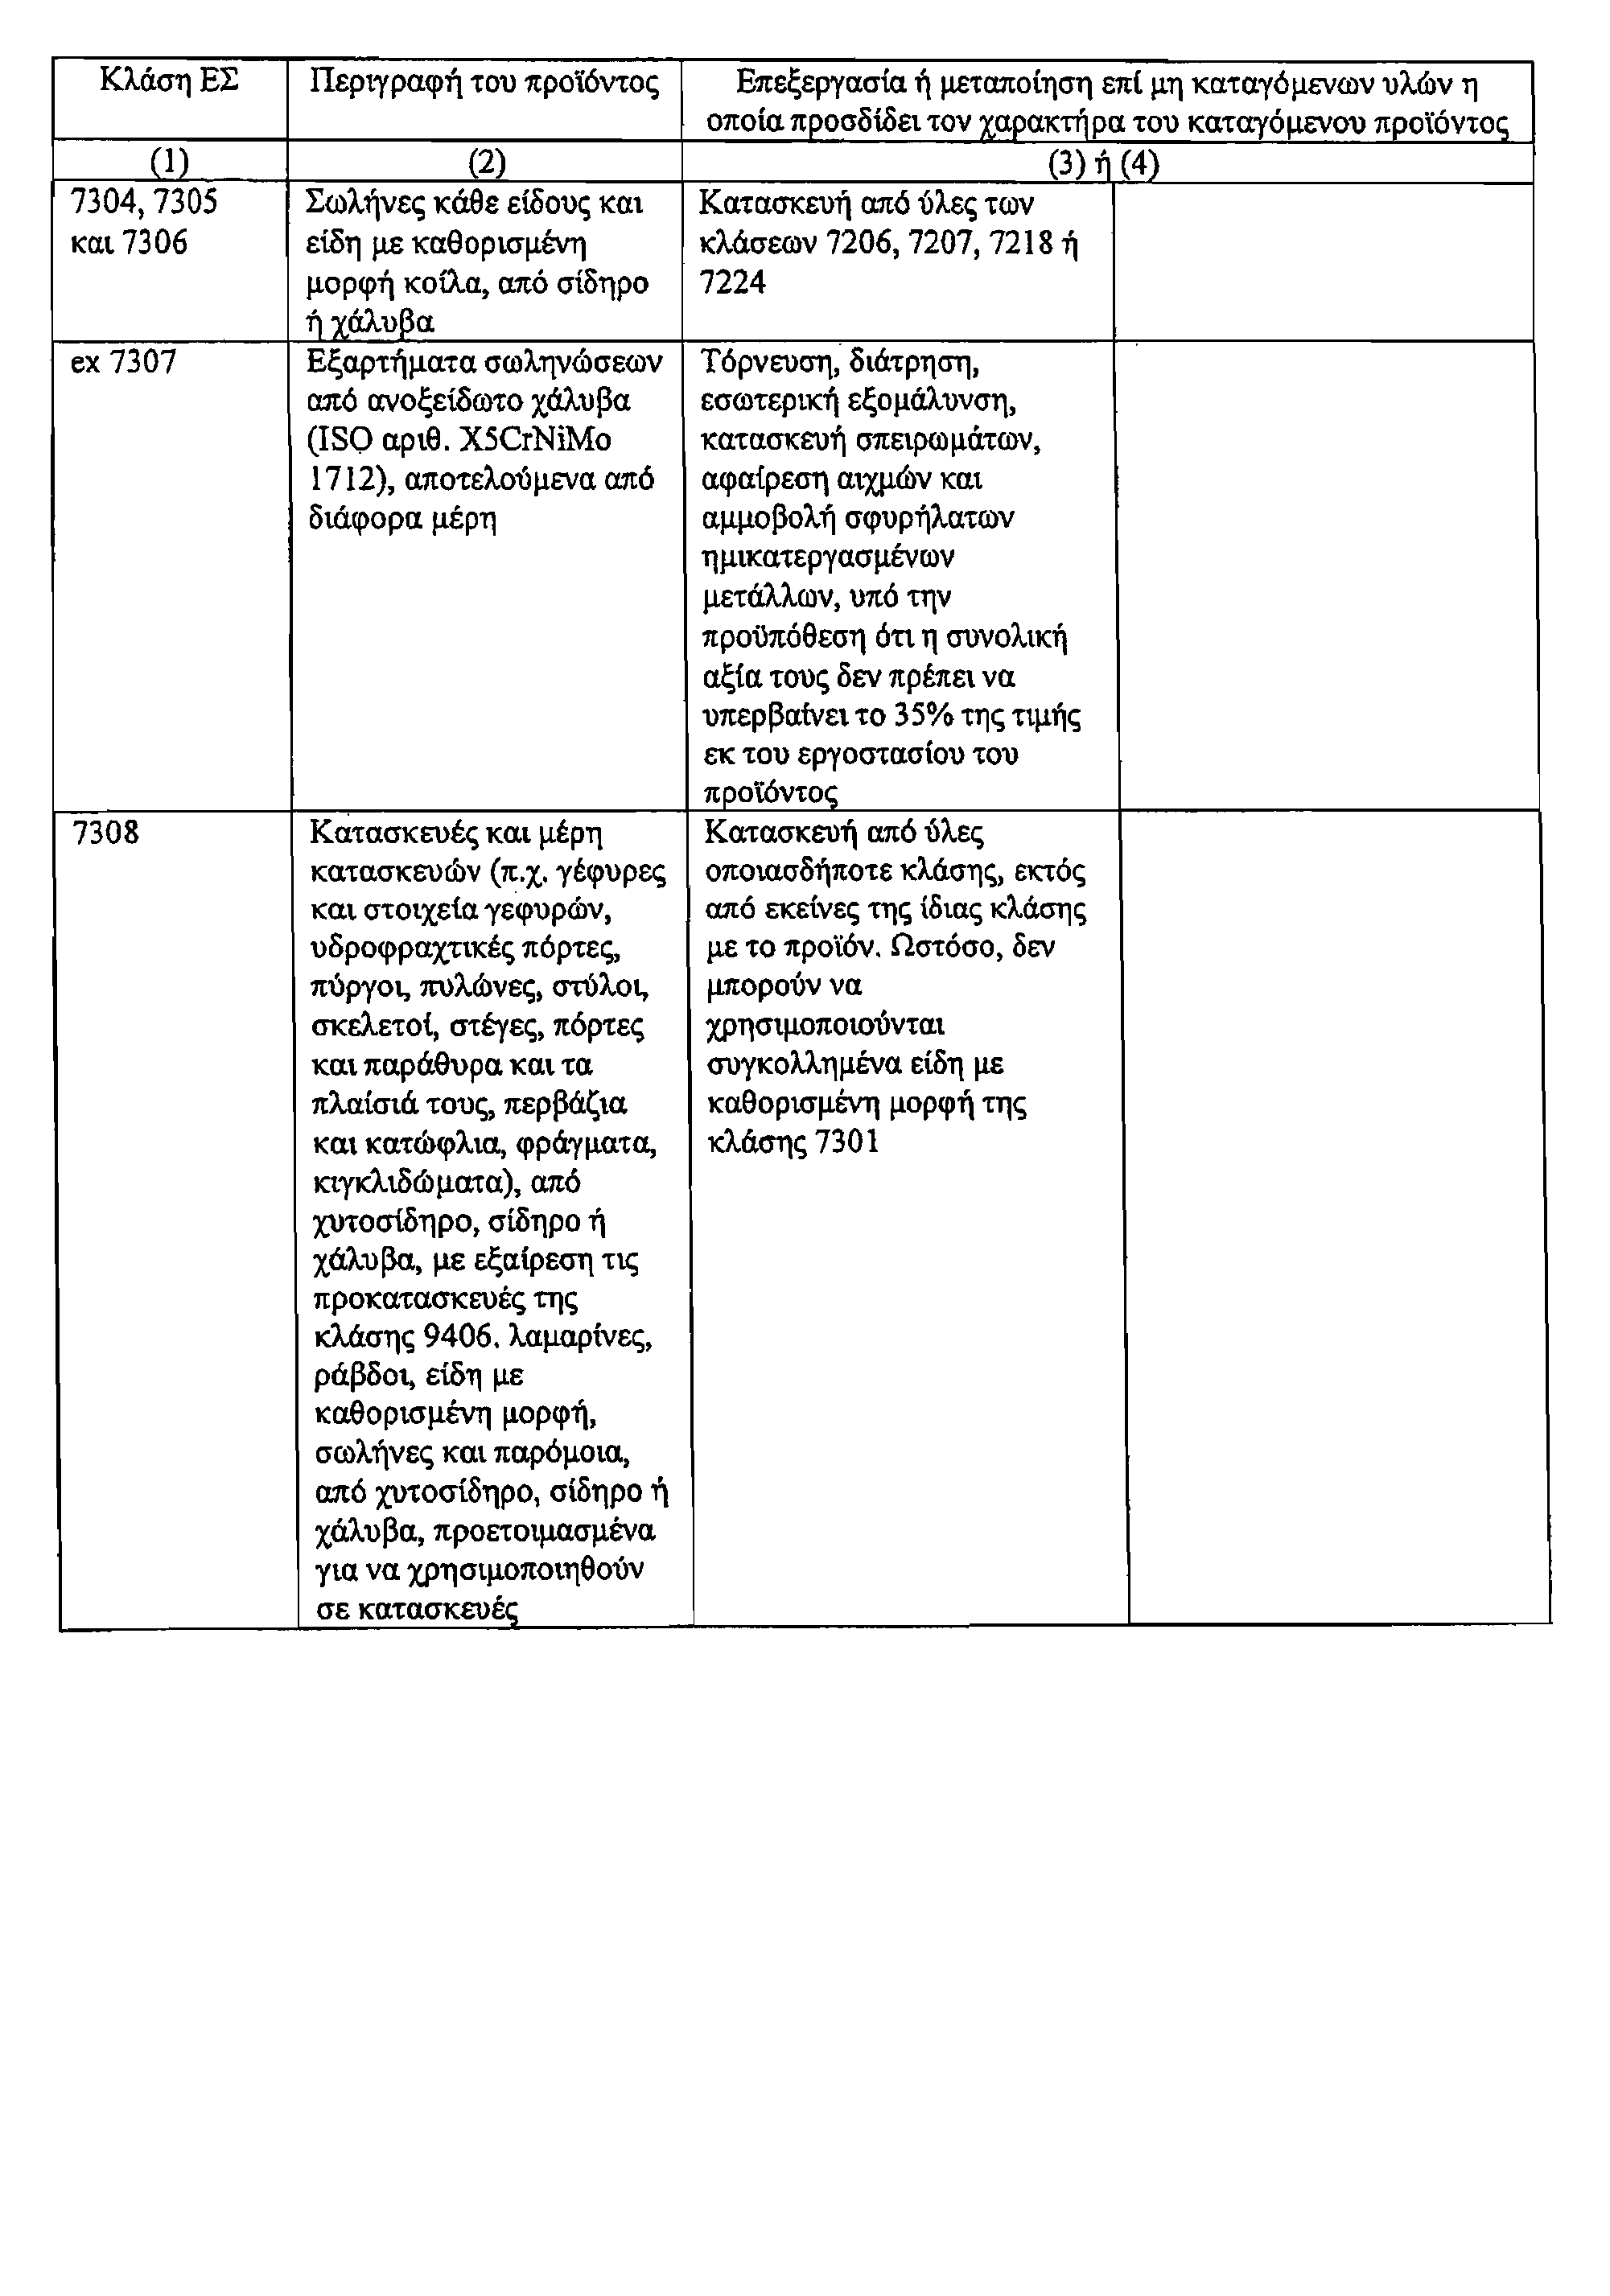 Κλάση ΕΣ
Περιγραφή του προϊόντος
Επεξεργασία ή μεταποίηση επί μη καταγόμενων υλών η
οποία προσδίδει τον χαρακτήρα του καταγόμενου προϊόντος
(1)
(2)
(3) ή (4)
7304, 7305
και 7306
Σωλήνες κάθε είδους και
είδη με καθορισμένη
μορφή κοίλα, από σίδηρο
ή χάλυβα
Κατασκευή από ύλες των
κλάσεων 7206, 7207, 7218 ή
7224
ex 7307
Εξαρτήματα σωληνώσεων
από ανοξείδωτο χάλυβα
(ISO αριθ. X5CrNiMo
1712), αποτελούμενα από
διάφορα μέρη
Τόρνευση, διάτρηση,
εσωτερική εξομάλυνση,
κατασκευή σπειρωμάτων,
αφαίρεση αιχμών και
αμμοβολή σφυρήλατων
ημικατεργασμένων
μετάλλων, υπό την
προϋπόθεση ότι η συνολική
αξία τους δεν πρέπει να
υπερβαίνει το 35% της τιμής
εκ του εργοστασίου του
προϊόντος
7308
Κατασκευές και μέρη
κατασκευών (π.χ. γέφυρες
και στοιχεία γεφυρών,
υδροφραχτικές πόρτες,
πύργοι, πυλώνες, στύλοι,
σκελετοί, στέγες, πόρτες
και παράθυρα και τα
πλαίσιά τους, περβάζια
και κατώφλια, φράγματα,
κιγκλιδώματα), από
χυτοσίδηρο, σίδηρο ή
χάλυβα, με εξαίρεση τις
προκατασκευές της
κλάσης 9406. λαμαρίνες,
ράβδοι, είδη με
καθορισμένη μορφή,
σωλήνες και παρόμοια,
από χυτοσίδηρο, σίδηρο ή
χάλυβα, προετοιμασμένα
για να χρησιμοποιηθούν
σε κατασκευές
Κατασκευή από ύλες
οποιασδήποτε κλάσης, εκτός
από εκείνες της ίδιας κλάσης
με το προϊόν. Ωστόσο, δεν
μπορούν να
χρησιμοποιούνται
συγκολλημένα είδη με
καθορισμένη μορφή της
κλάσης 7301